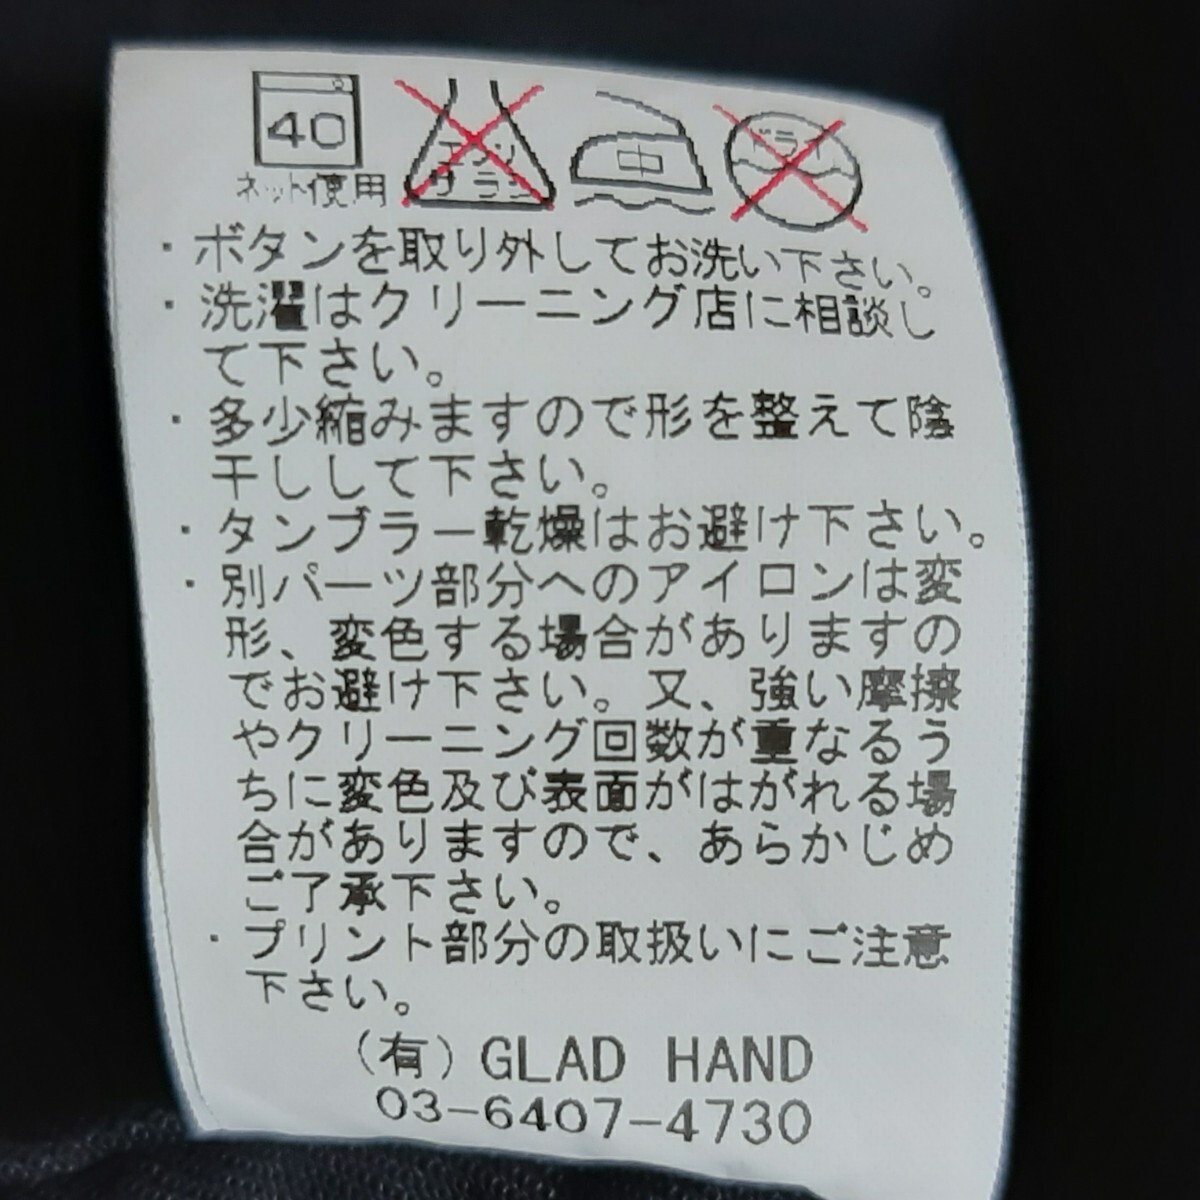 40
ネット使用
エンソ
サラシ
中
ドライ
・ボタンを取り外してお洗い下さい。
・洗濯はクリーニング店に相談し
て下さい。
・多少縮みますので形を整えて陰
干しして下さい。
・タンブラー乾燥はお避け下さい。
・別パーツ部分へのアイロンは変
形、変色する場合がありますの
でお避け下さい。又、強い摩擦
やクリーニング回数が重なるう
ちに変色及び表面がはがれる場
合がありますので、あらかじめ
ご了承下さい。
・プリント部分の取扱いにご注意
下さい。
(有) GLAD HAND
03-6407-4730